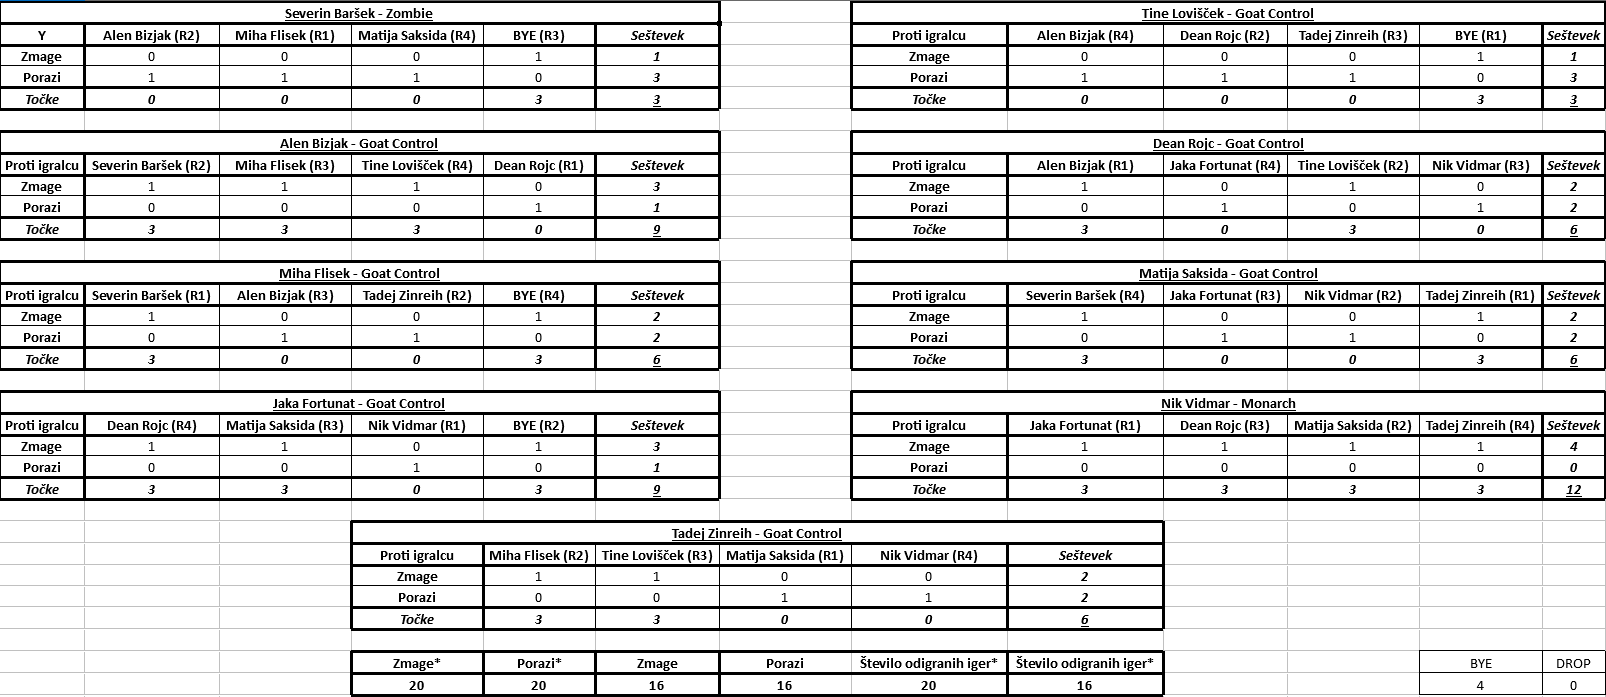 Severin Baršek - Zombie
Y Alen Bizjak (R2) Miha Flisek (R1) Matija Saksida (R4) BYE (R3) Seštevek
Zmage 0 0 0 1 1
Porazi 1 1 1 0 3
Točke 0 0 0 3 3
Tine Lovišček - Goat Control
Proti igralcu Alen Bizjak (R4) Dean Rojc (R2) Tadej Zinreih (R3) BYE (R1) Seštevek
Zmage 0 0 0 1 1
Porazi 1 1 1 0 3
Točke 0 0 0 3 3
Alen Bizjak - Goat Control
Proti igralcu Severin Baršek (R2) Miha Flisek (R3) Tine Lovišček (R4) Dean Rojc (R1) Seštevek
Zmage 1 1 1 0 3
Porazi 0 0 0 1 1
Točke 3 3 3 0 9
Dean Rojc - Goat Control
Proti igralcu Alen Bizjak (R1) Jaka Fortunat (R4) Tine Lovišček (R2) Nik Vidmar (R3) Seštevek
Zmage 1 0 1 0 2
Porazi 0 1 0 1 2
Točke 3 0 3 0 6
Miha Flisek - Goat Control
Proti igralcu Severin Baršek (R1) Alen Bizjak (R3) Tadej Zinreih (R2) BYE (R4) Seštevek
Zmage 1 0 0 1 2
Porazi 0 1 1 0 2
Točke 3 0 0 3 6
Matija Saksida - Goat Control
Proti igralcu Severin Baršek (R4) Jaka Fortunat (R3) Nik Vidmar (R2) Tadej Zinreih (R1) Seštevek
Zmage 1 0 0 1 2
Porazi 0 1 1 0 2
Točke 3 0 0 3 6
Jaka Fortunat - Goat Control
Proti igralcu Dean Rojc (R4) Matija Saksida (R3) Nik Vidmar (R1) BYE (R2) Seštevek
Zmage 1 1 0 1 3
Porazi 0 0 1 0 1
Točke 3 3 0 3 9
Nik Vidmar - Monarch
Proti igralcu Jaka Fortunat (R1) Dean Rojc (R3) Matija Saksida (R2) Tadej Zinreih (R4) Seštevek
Zmage 1 1 1 1 4
Porazi 0 0 0 0 0
Točke 3 3 3 3 12
Tadej Zinreih - Goat Control
Proti igralcu Miha Flisek (R2) Tine Lovišček (R3) Matija Saksida (R1) Nik Vidmar (R4) Seštevek
Zmage 1 1 0 0 2
Porazi 0 0 1 1 2
Točke 3 3 0 0 6
Zmage* Porazi* Zmage Porazi Število odigranih iger* Število odigranih iger*
20 20 16 16 20 16
BYE DROP
4 0